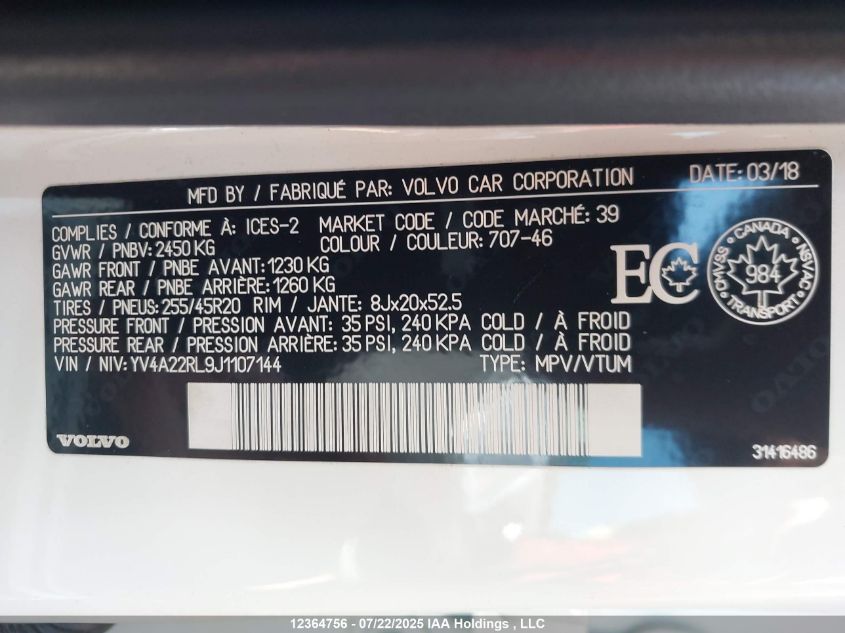 MFD BY / FABRIQUÉ PAR: VOLVO CAR CORPORATION DATE: 03/18
COMPLIES / CONFORME À: ICES-2 MARKET CODE / CODE MARCHÉ: 39
GVWR / PNBV: 2450 KG COLOUR / COULEUR: 707-46
GAWR FRONT / PNBE AVANT: 1230 KG
GAWR REAR / PNBE ARRIÈRE: 1260 KG
TIRES / PNEUS: 255/45R20 RIM / JANTE: 8Jx20x52.5
PRESSURE FRONT / PRESSION AVANT: 35 PSI, 240 KPA COLD / À FROID
PRESSURE REAR / PRESSION ARRIÈRE: 35 PSI, 240 KPA COLD / À FROID
VIN / NIV: YV4A22RL9J1107144 TYPE: MPV/VTUM
EC
CANADA
CMVSS 984 NSVAC
TRANSPORT
VOLVO
31416486
12364756 - 07/22/2025 IAA Holdings , LLC